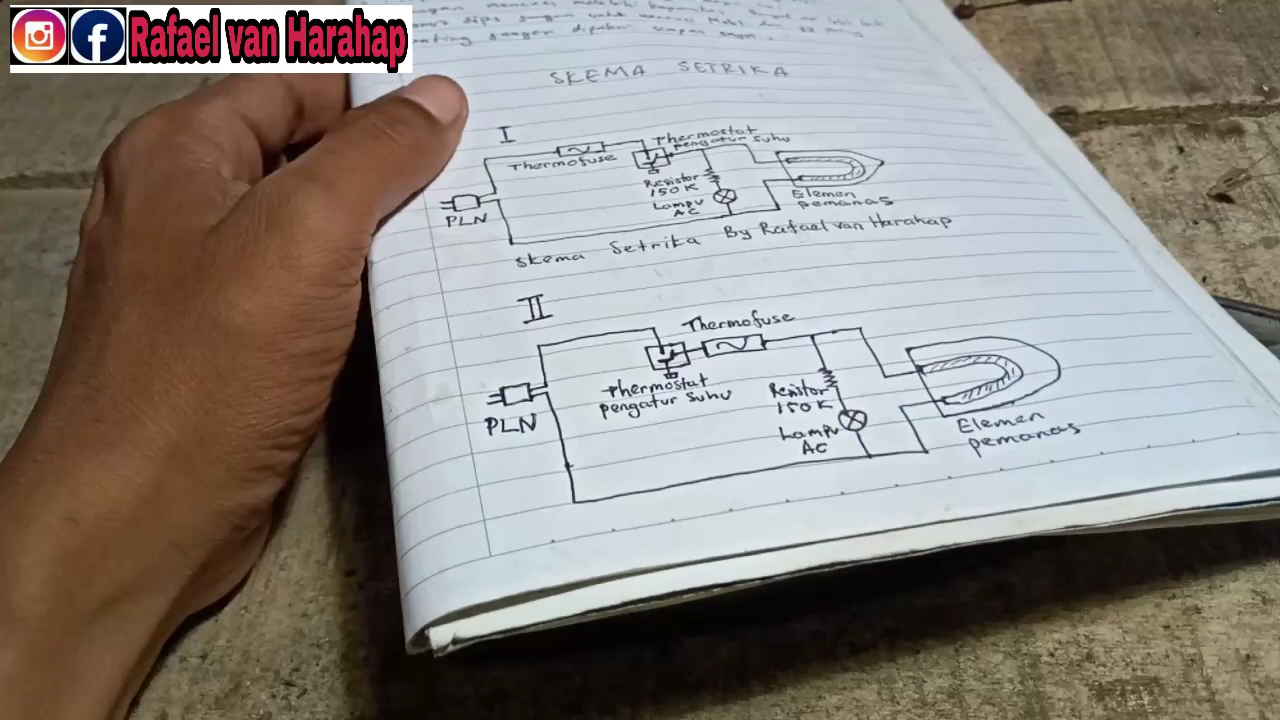 Rafael van Harahap
SKEMA SETRIKA
I
Thermostat
pengatur suhu
Thermofuse
Resistor
150 K
Lampu
AC
Elemen
pemanas
PLN
Skema Setrika By Rafael van Harahap
II
Thermofuse
Thermostat
pengatur suhu
Resistor
150 K
Lampu
AC
Elemen
pemanas
PLN